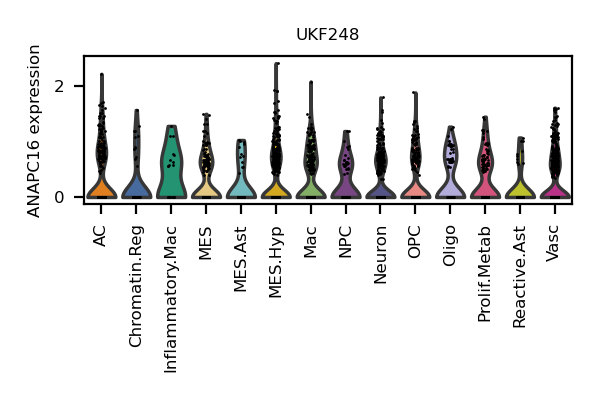 UKF248
ANAPC16 expression
2
0
AC
Chromatin.Reg
Inflammatory.Mac
MES
MES.Ast
MES.Hyp
Mac
NPC
Neuron
OPC
Oligo
Prolif.Metab
Reactive.Ast
Vasc